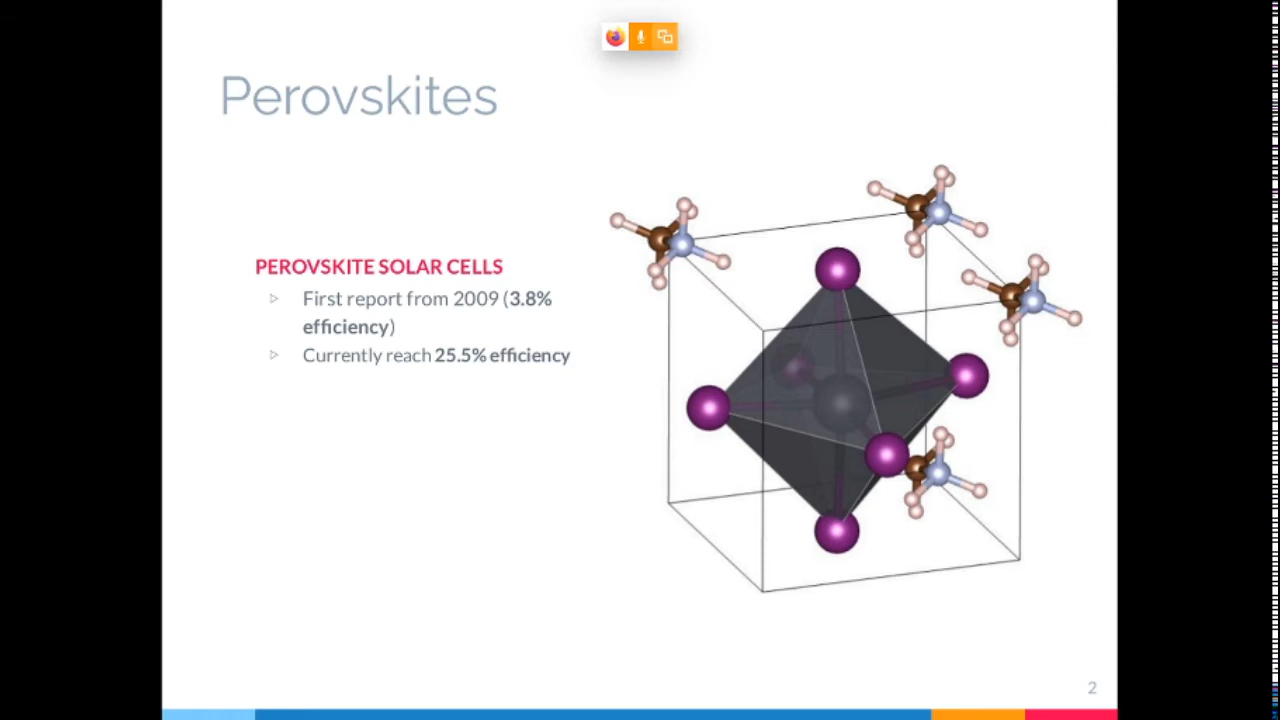 Perovskites
PEROVSKITE SOLAR CELLS
First report from 2009 (3.8%
efficiency)
Currently reach 25.5% efficiency
2